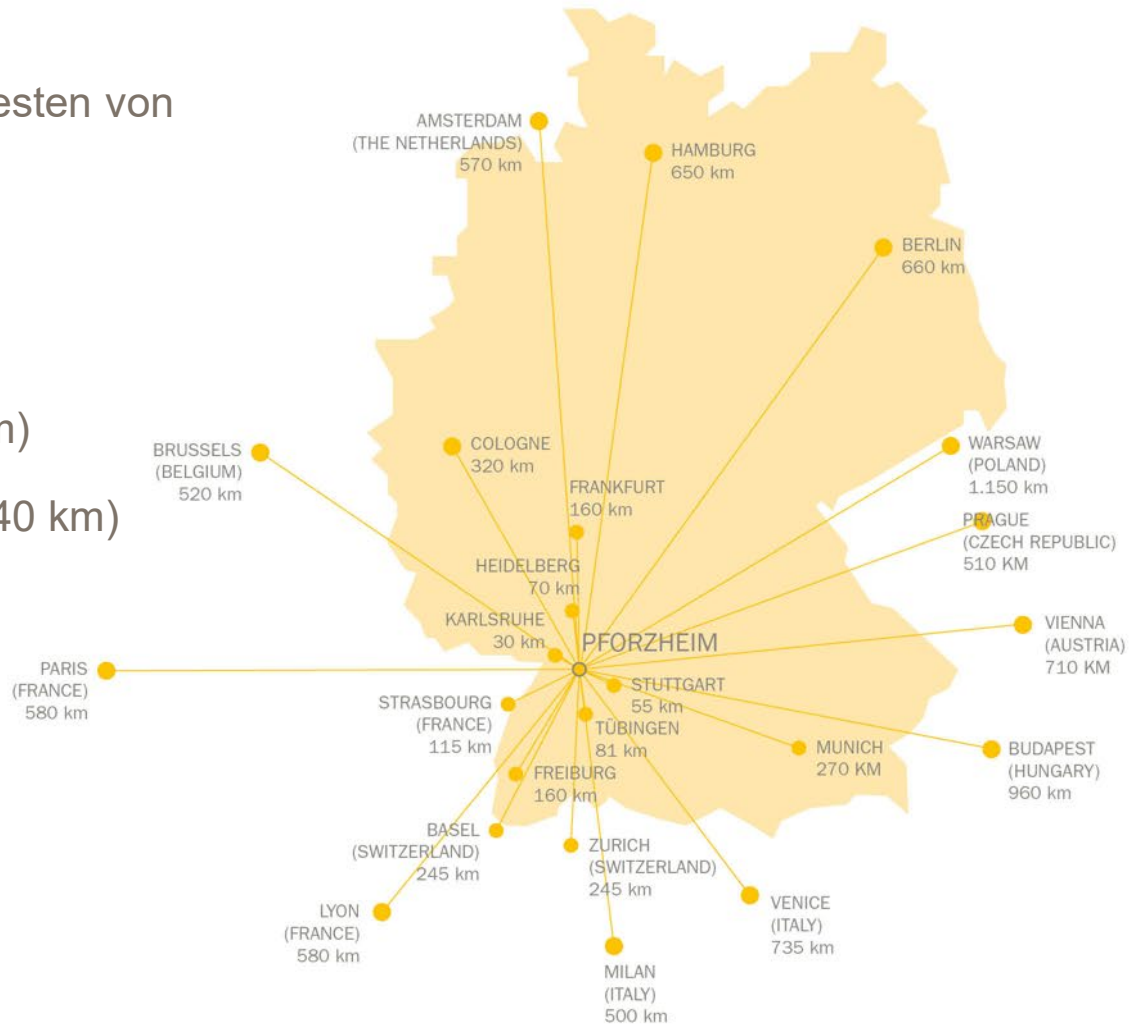 esten von
m)
40 km)
AMSTERDAM
(THE NETHERLANDS)
570 km
HAMBURG
650 km
BERLIN
660 km
BRUSSELS
(BELGIUM)
520 km
COLOGNE
320 km
FRANKFURT
160 km
WARSAW
(POLAND)
1.150 km
PRAGUE
(CZECH REPUBLIC)
510 KM
HEIDELBERG
70 km
KARLSRUHE
30 km
PFORZHEIM
VIENNA
(AUSTRIA)
710 KM
PARIS
(FRANCE)
580 km
STRASBOURG
(FRANCE)
115 km
STUTTGART
55 km
TÜBINGEN
81 km
MUNICH
270 KM
BUDAPEST
(HUNGARY)
960 km
FREIBURG
160 km
BASEL
(SWITZERLAND)
245 km
ZURICH
(SWITZERLAND)
245 km
LYON
(FRANCE)
580 km
VENICE
(ITALY)
735 km
MILAN
(ITALY)
500 km